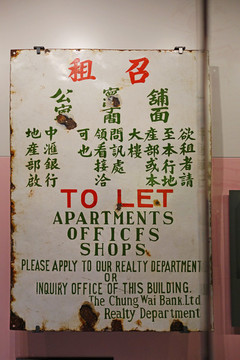 召租
舖面
寫間
公寓
欲租者請
至本行地
產部或本
大樓
問訊處
領看接洽
可也
中滙銀行
地產部啟
TO LET
APARTMENTS
OFFICES
SHOPS
PLEASE APPLY TO OUR REALTY DEPARTMENT
OR
INQUIRY OFFICE OF THIS BUILDING.
The Chung Wai Bank.Ltd
Realty Department